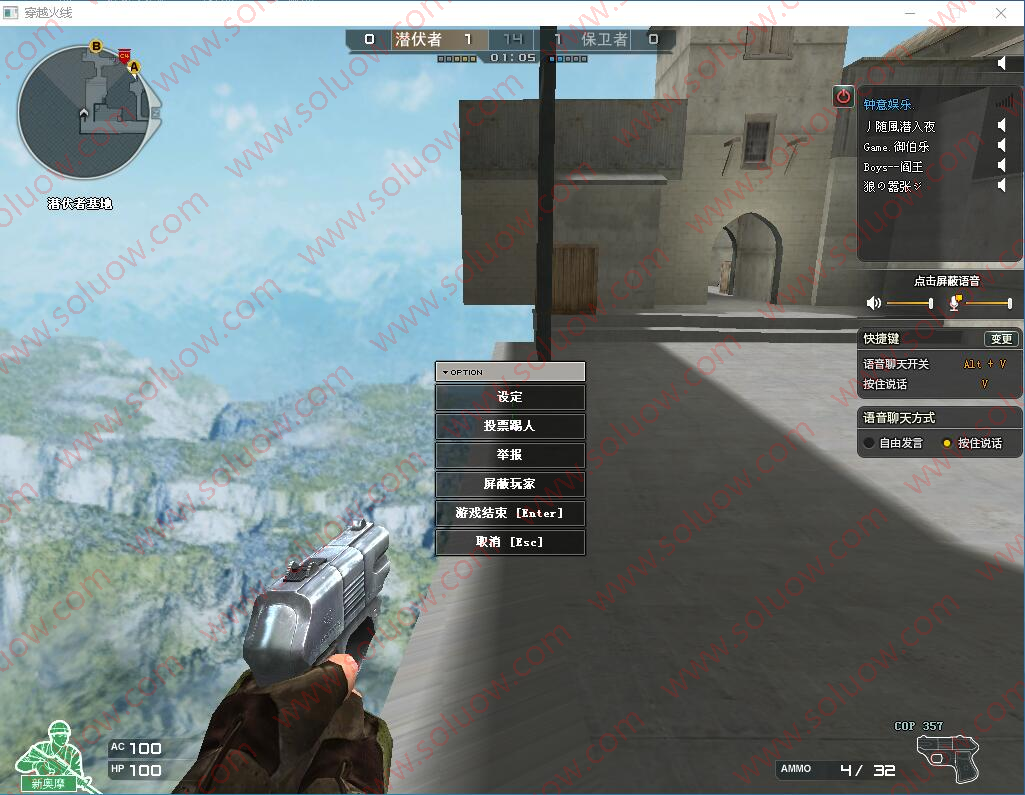 穿越火线
0 潜伏者 1 14 1 保卫者 0
01:05
B
A
潜伏者基地
钟意娱乐.
丿随風潜入夜
Game.御伯乐
Boys--阎王
狼の嚣张ジ
点击屏蔽语音
快捷键 变更
语音聊天开关 Alt + V
按住说话 V
语音聊天方式
自由发言 按住说话
OPTION
设定
投票踢人
举报
屏蔽玩家
游戏结束 [Enter]
取消 [Esc]
AC 100
HP 100
新奥摩
COP 357
AMMO 4/ 32
www.soluow.com